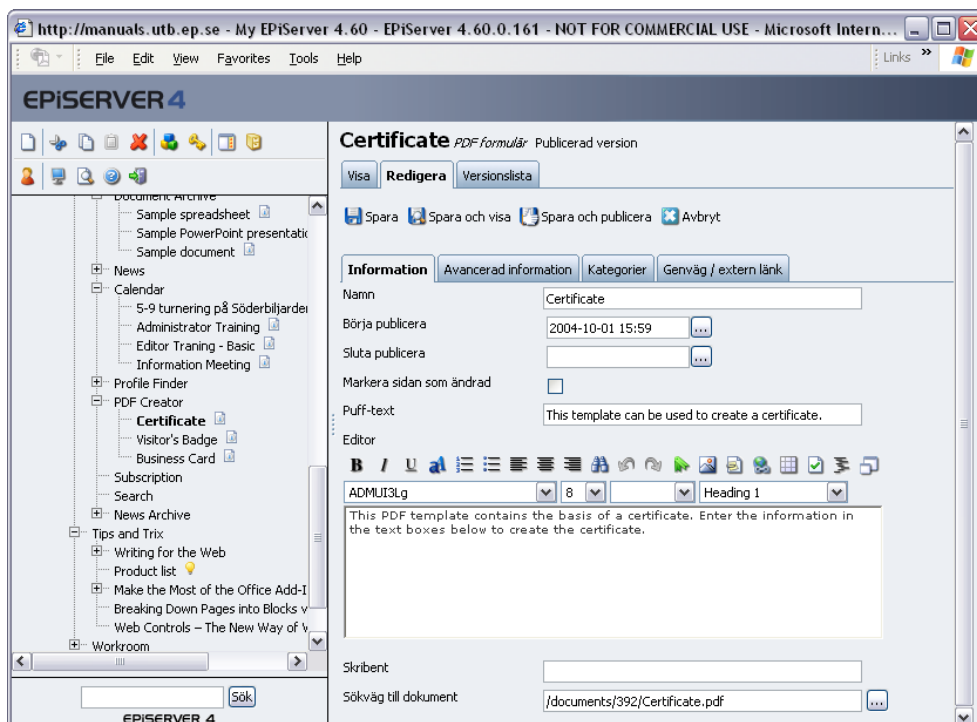 http://manuals.utb.ep.se - My EPiServer 4.60 - EPiServer 4.60.0.161 - NOT FOR COMMERCIAL USE - Microsoft Intern...
File Edit View Favorites Tools Help
Links »
EPiSERVER 4
Document Archive
Sample spreadsheet
Sample PowerPoint presentatio
Sample document
News
Calendar
5-9 turnering på Söderbiljarden
Administrator Training
Editor Traning - Basic
Information Meeting
Profile Finder
PDF Creator
Certificate
Visitor's Badge
Business Card
Subscription
Search
News Archive
Tips and Trix
Writing for the Web
Product list
Make the Most of the Office Add-I
Breaking Down Pages into Blocks v
Web Controls – The New Way of W
Workroom
Sök
EPiSERVER 4
Certificate PDF formulär Publicerad version
Visa Redigera Versionslista
Spara Spara och visa Spara och publicera Avbryt
Information Avancerad information Kategorier Genväg / extern länk
Namn Certificate
Börja publicera 2004-10-01 15:59 ...
Sluta publicera ...
Markera sidan som ändrad
Puff-text This template can be used to create a certificate.
Editor
B I U
ADMUI3Lg 8 Heading 1
This PDF template contains the basis of a certificate. Enter the information in
the text boxes below to create the certificate.
Skribent
Sökväg till dokument /documents/392/Certificate.pdf ...